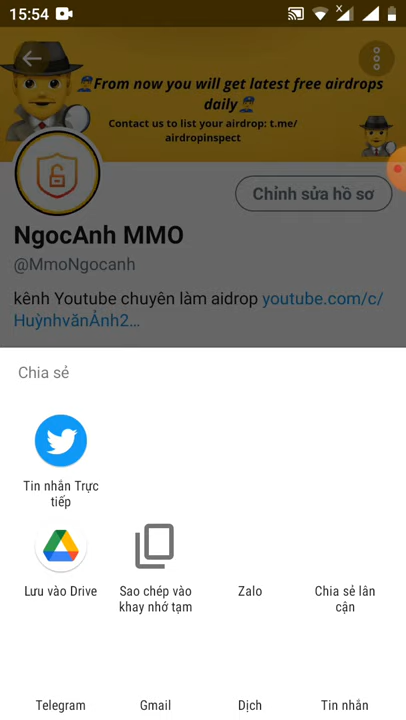 15:54
From now you will get latest free airdrops
daily
Contact us to list your airdrop: t.me/
airdropinspect
Chỉnh sửa hồ sơ
NgocAnh MMO
@MmoNgocanh
kênh Youtube chuyên làm aidrop youtube.com/c/
HuỳnhvănẢnh2…
Chia sẻ
Tin nhắn Trực
tiếp
Lưu vào Drive
Sao chép vào
khay nhớ tạm
Zalo
Chia sẻ lân
cận
Telegram
Gmail
Dịch
Tin nhắn